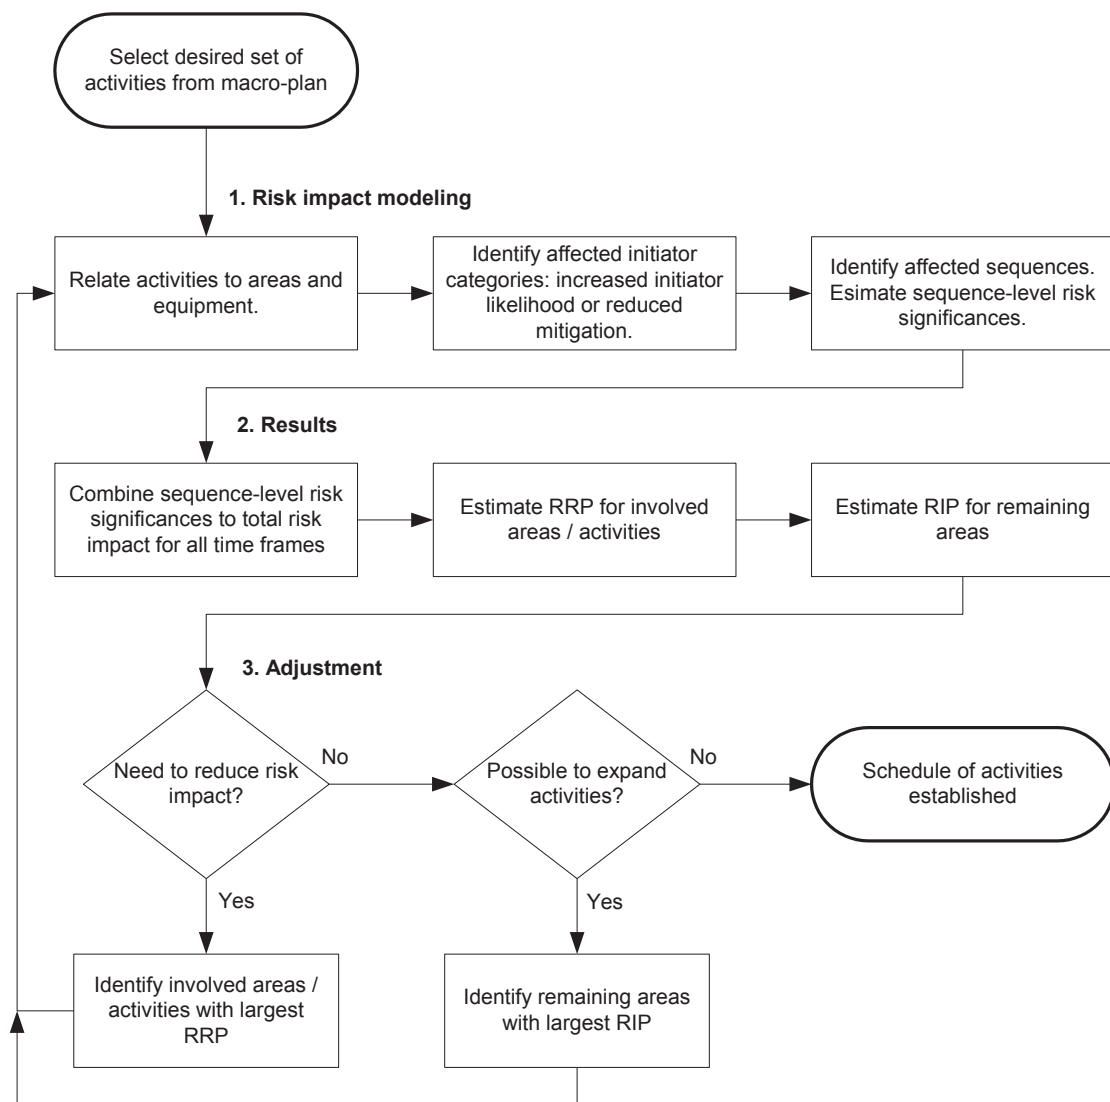 Select desired set of
activities from macro-plan
1. Risk impact modeling
Relate activities to areas and
equipment.
Identify affected initiator
categories: increased initiator
likelihood or reduced
mitigation.
Identify affected sequences.
Esimate sequence-level risk
significances.
2. Results
Combine sequence-level risk
significances to total risk
impact for all time frames
Estimate RRP for involved
areas / activities
Estimate RIP for remaining
areas
3. Adjustment
Need to reduce risk
impact?
No
Possible to expand
activities?
No
Schedule of activities
established
Yes
Yes
Identify involved areas /
activities with largest
RRP
Identify remaining areas
with largest RIP